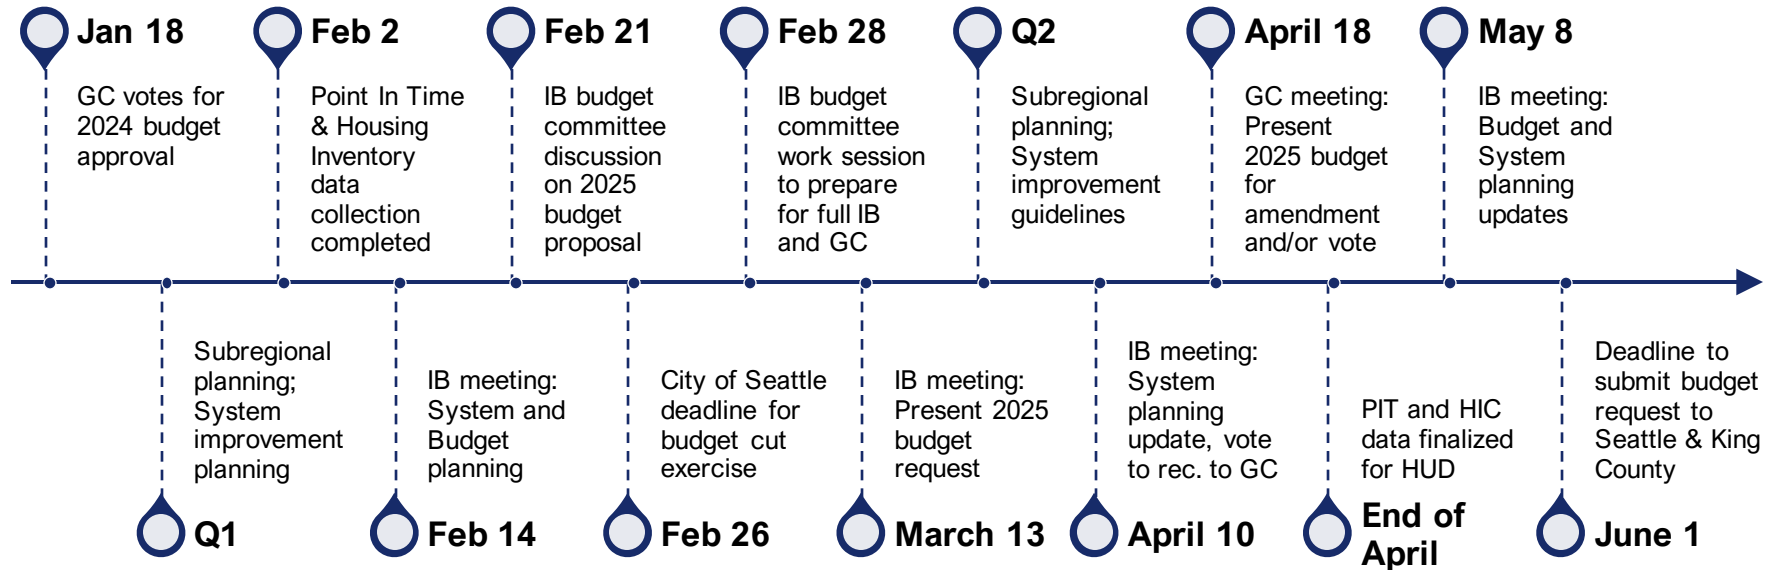 Jan 18
GC votes for
2024 budget
approval
Feb 2
Point In Time
& Housing
Inventory
data
collection
completed
Feb 21
IB budget
committee
discussion
on 2025
budget
proposal
Feb 28
IB budget
committee
work session
to prepare
for full IB
and GC
Q2
Subregional
planning;
System
improvement
guidelines
April 18
GC meeting:
Present
2025 budget
for
amendment
and/or vote
May 8
IB meeting:
Budget and
System
planning
updates
Subregional
planning;
System
improvement
planning
Q1
IB meeting:
System and
Budget
planning
Feb 14
City of Seattle
deadline for
budget cut
exercise
Feb 26
IB meeting:
Present 2025
budget
request
March 13
IB meeting:
System
planning
update, vote
to rec. to GC
April 10
PIT and HIC
data finalized
for HUD
End of
April
Deadline to
submit budget
request to
Seattle & King
County
June 1